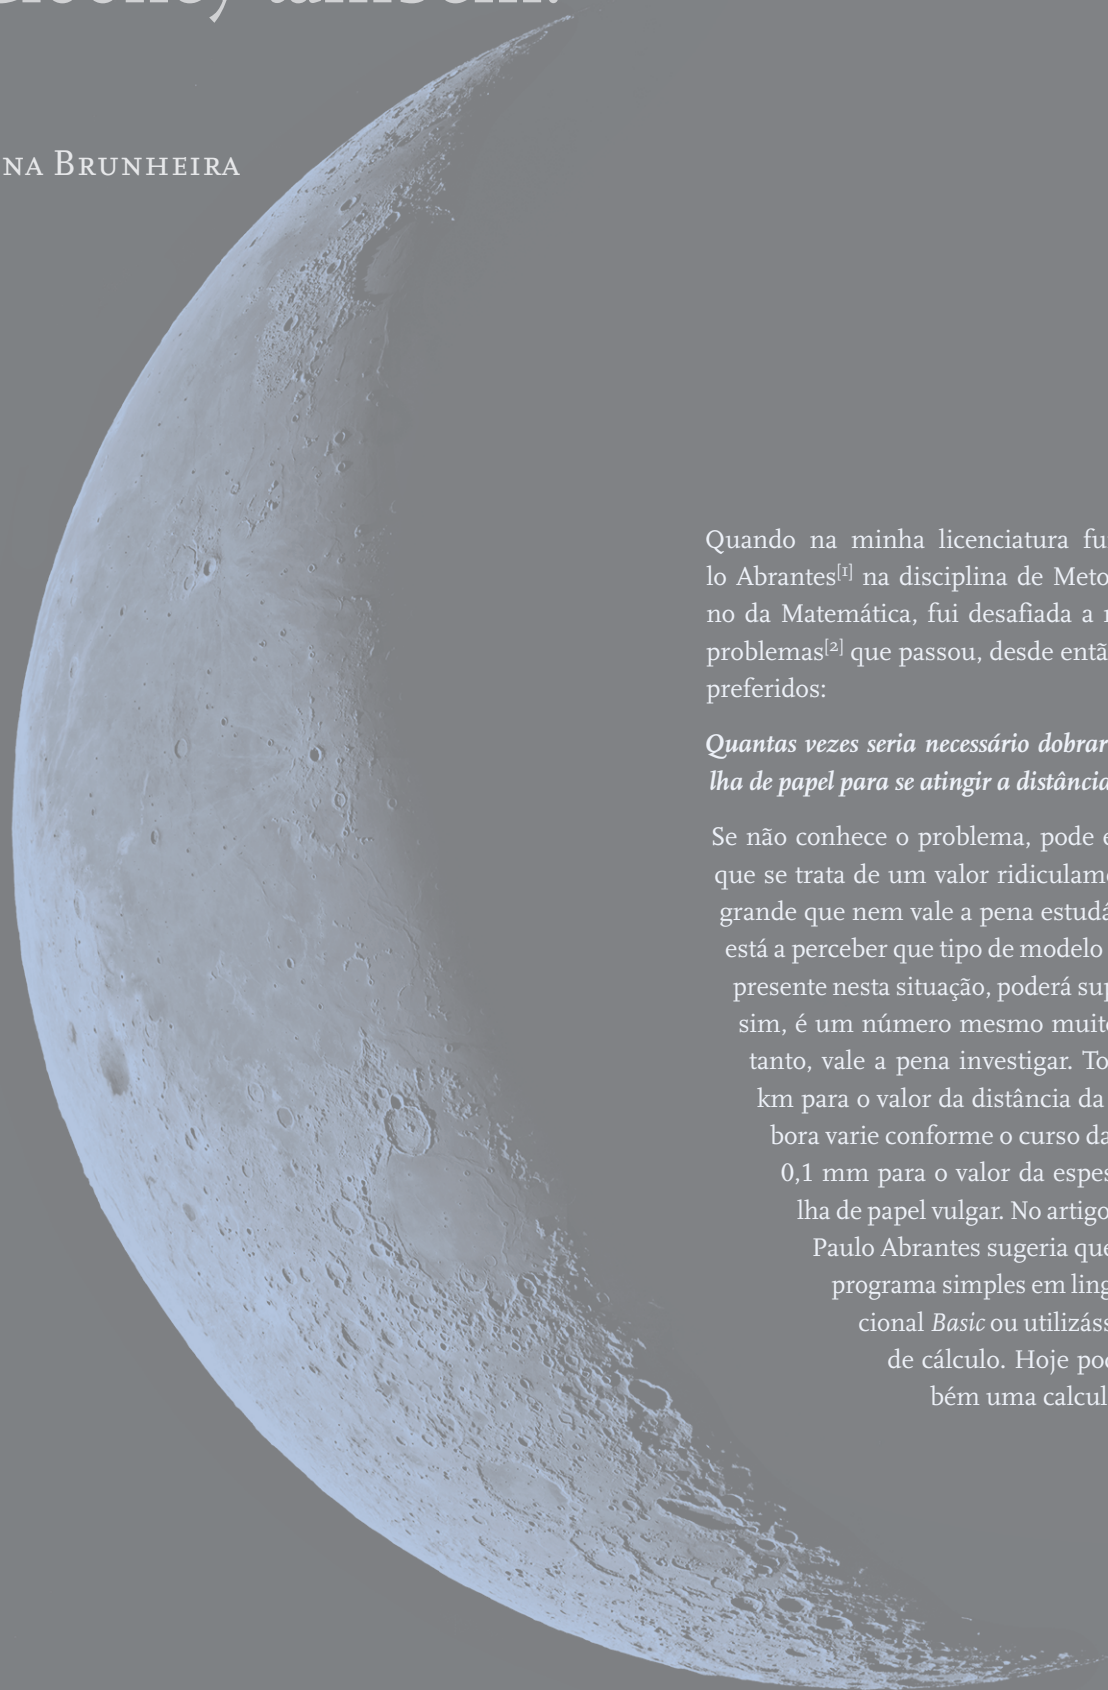 também!
na Brunheira
Quando na minha licenciatura fu
lo Abrantes[1] na disciplina de Meto
no da Matemática, fui desafiada a
problemas[2] que passou, desde entã
preferidos:
Quantas vezes seria necessário dobrar
lha de papel para se atingir a distância
Se não conhece o problema, pode
que se trata de um valor ridiculam
grande que nem vale a pena estud
está a perceber que tipo de modelo
presente nesta situação, poderá su
sim, é um número mesmo muit
tanto, vale a pena investigar. To
km para o valor da distância da
bora varie conforme o curso da
0,1 mm para o valor da espes
lha de papel vulgar. No artigo
Paulo Abrantes sugeria que
programa simples em ling
cional Basic ou utilizáss
de cálculo. Hoje po
bém uma calcul